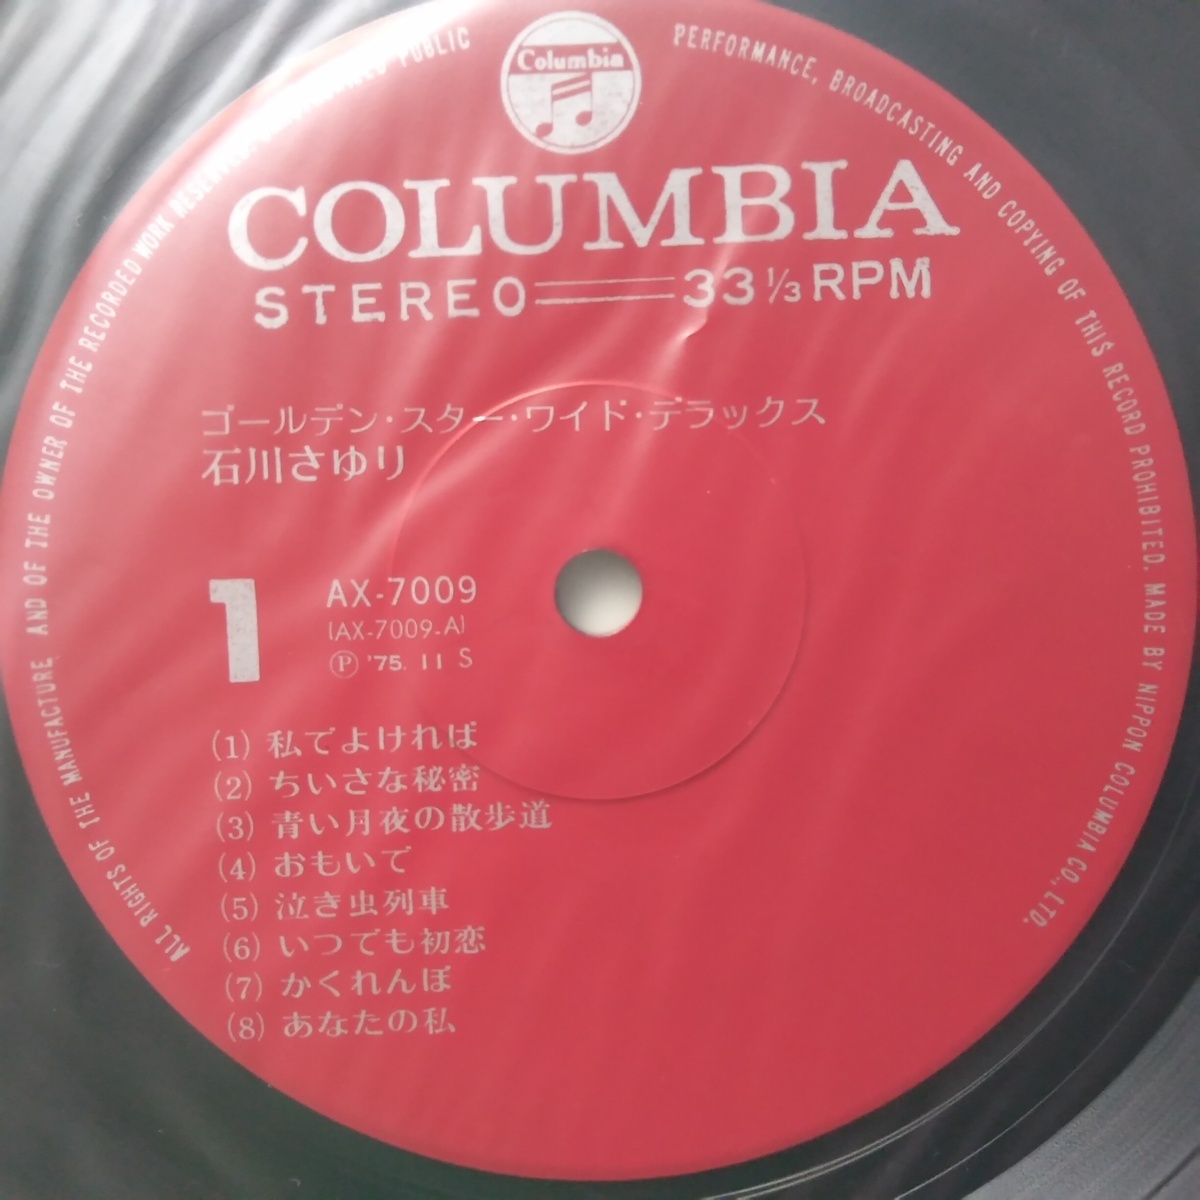 Columbia
COLUMBIA
STEREO 33 1/3 RPM
ゴールデン・スター・ワイド・デラックス
石川さゆり
1
AX-7009
(AX-7009-A)
Ⓟ '75. 11 S
(1) 私でよければ
(2) ちいさな秘密
(3) 青い月夜の散歩道
(4) おもいで
(5) 泣き虫列車
(6) いつでも初恋
(7) かくれんぼ
(8) あなたの私
ALL RIGHTS OF THE MANUFACTURE AND OF THE OWNER OF THE RECORDED WORK RESERVED PUBLIC PERFORMANCE, BROADCASTING AND COPYING OF THIS RECORD PROHIBITED. MADE BY NIPPON COLUMBIA CO., LTD.